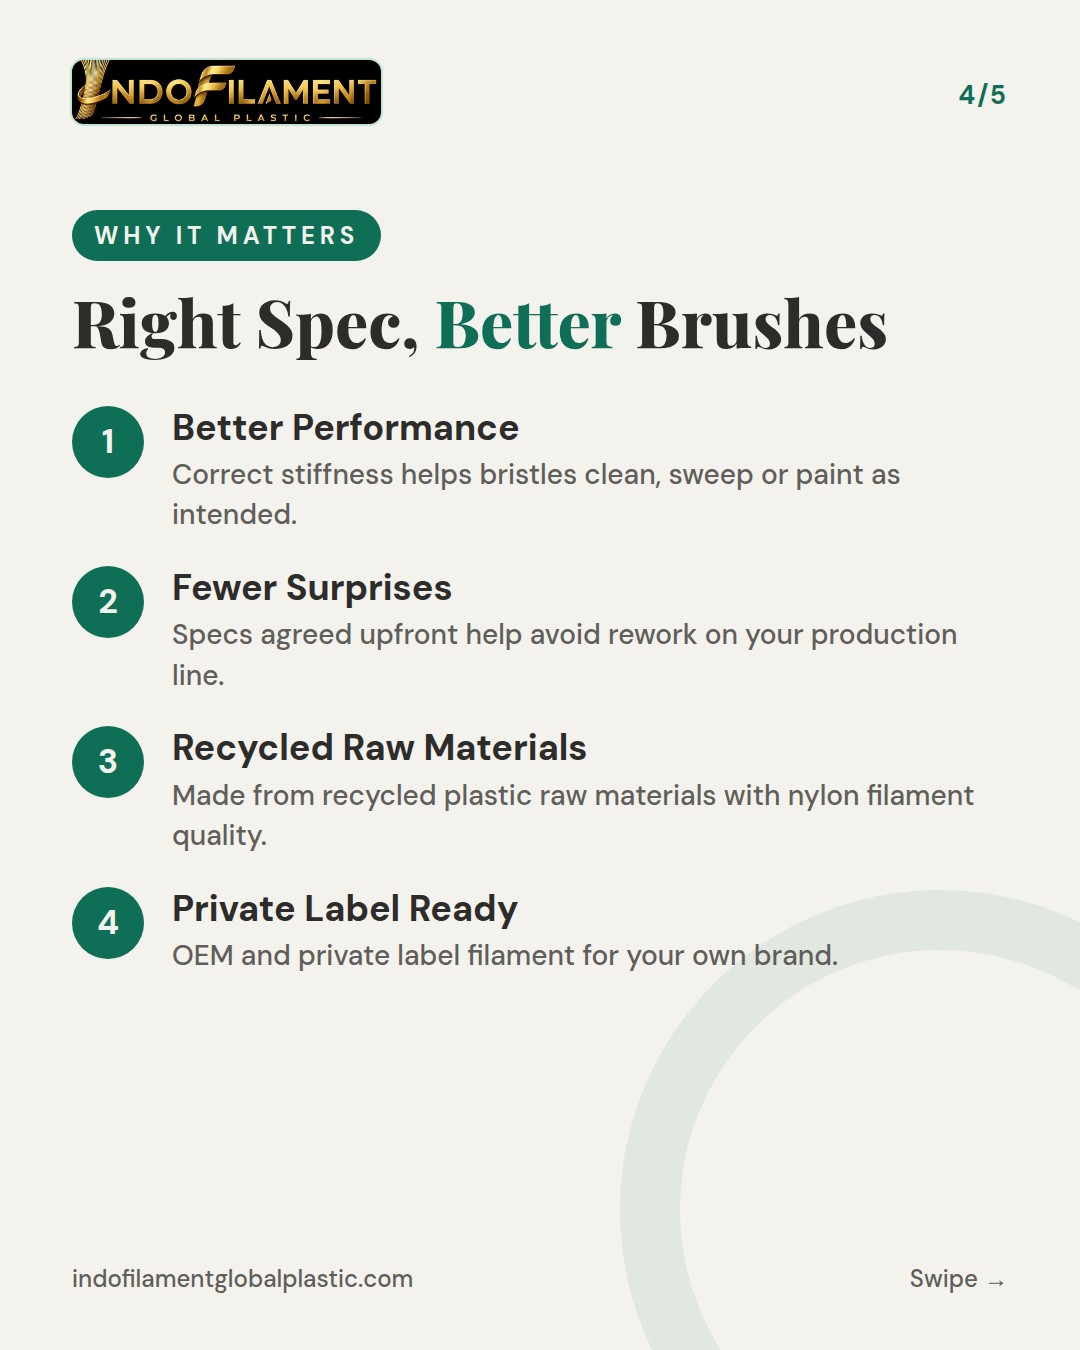 INDOFILAMENT
GLOBAL PLASTIC
4/5
WHY IT MATTERS
Right Spec, Better Brushes
1
Better Performance
Correct stiffness helps bristles clean, sweep or paint as
intended.
2
Fewer Surprises
Specs agreed upfront help avoid rework on your production
line.
3
Recycled Raw Materials
Made from recycled plastic raw materials with nylon filament
quality.
4
Private Label Ready
OEM and private label filament for your own brand.
indofilamentglobalplastic.com
Swipe →